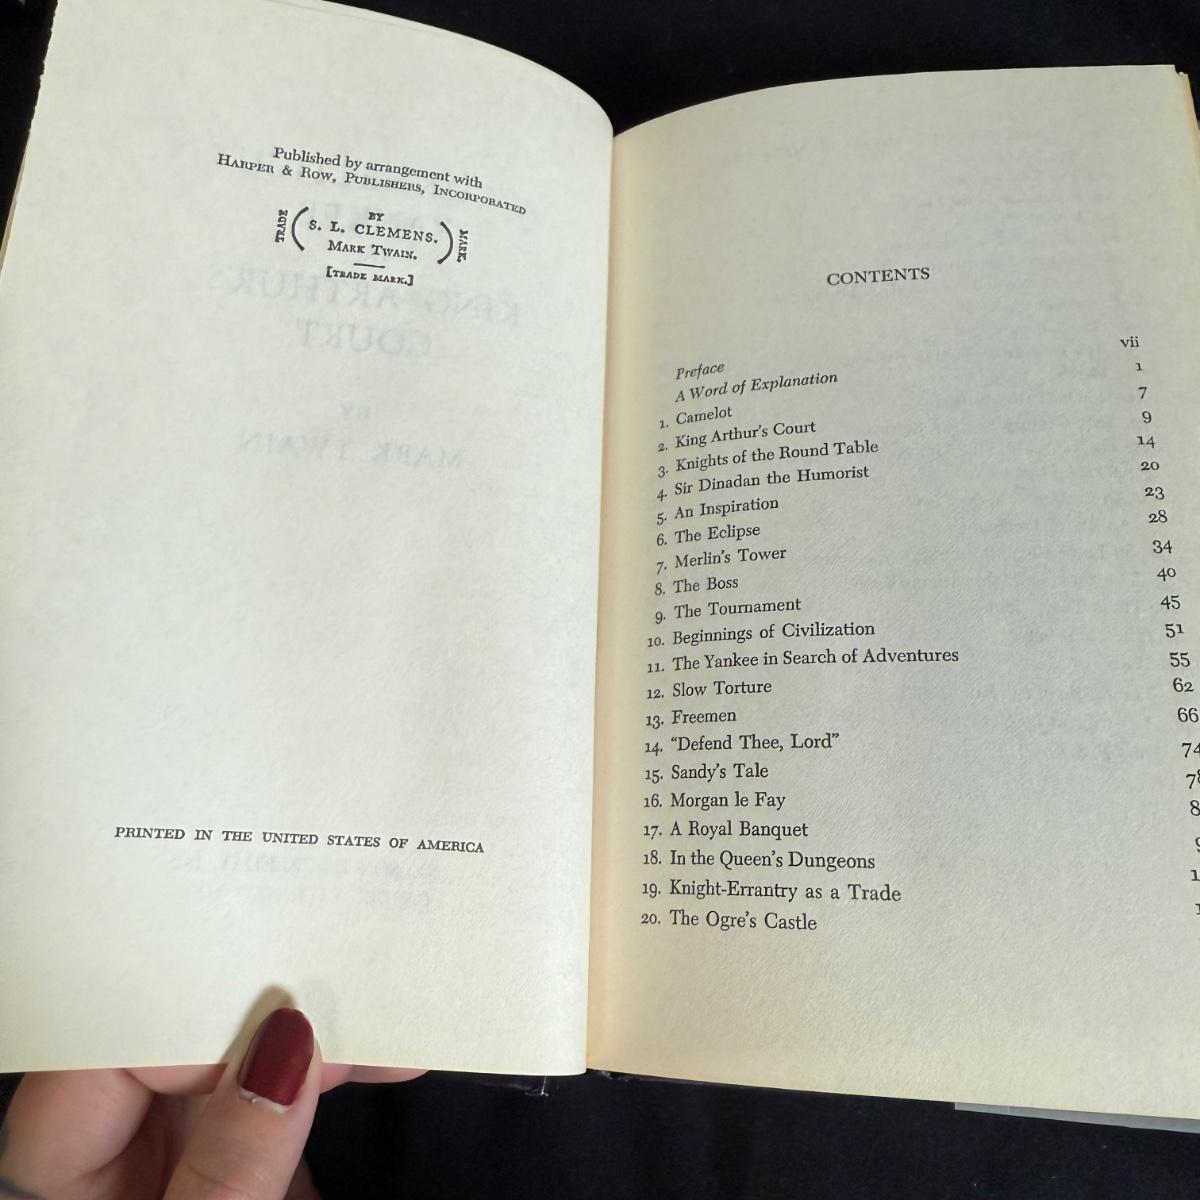 Published by arrangement with
HARPER & ROW, PUBLISHERS, INCORPORATED
TRADE
BY
S. L. CLEMENS.
MARK TWAIN.
MARK
[TRADE MARK.]
PRINTED IN THE UNITED STATES OF AMERICA
CONTENTS
Preface vii
A Word of Explanation 1
1. Camelot 7
2. King Arthur's Court 9
3. Knights of the Round Table 14
4. Sir Dinadan the Humorist 20
5. An Inspiration 23
6. The Eclipse 28
7. Merlin's Tower 34
8. The Boss 40
9. The Tournament 45
10. Beginnings of Civilization 51
11. The Yankee in Search of Adventures 55
12. Slow Torture 62
13. Freemen 66
14. "Defend Thee, Lord" 74
15. Sandy's Tale
16. Morgan le Fay
17. A Royal Banquet
18. In the Queen's Dungeons
19. Knight-Errantry as a Trade
20. The Ogre's Castle